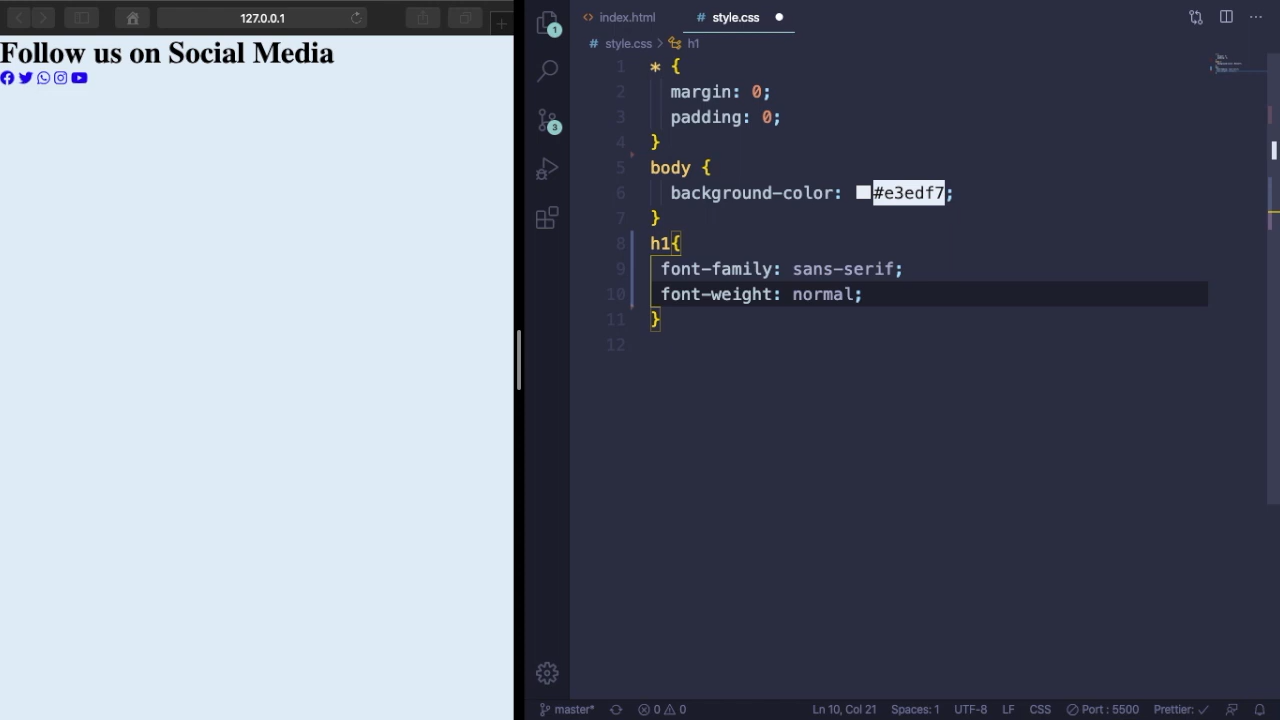 127.0.0.1
Follow us on Social Media
index.html
# style.css
# style.css > h1
1 * {
2 margin: 0;
3 padding: 0;
4 }
5 body {
6 background-color: #e3edf7;
7 }
8 h1{
9 font-family: sans-serif;
10 font-weight: normal;
11 }
12
1
3
master* 0 0 Ln 10, Col 21 Spaces: 1 UTF-8 LF CSS Port : 5500 Prettier: ✓